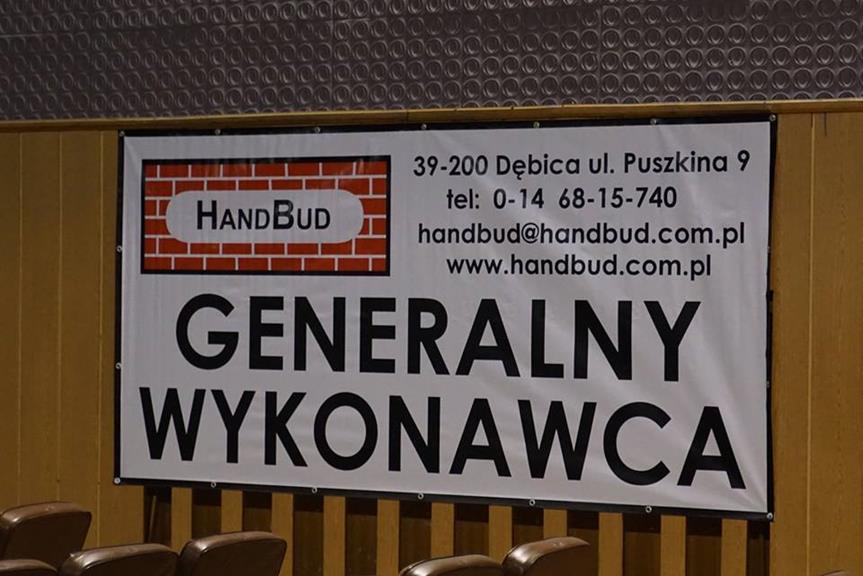 HANDBUD
39-200 Dębica ul. Puszkina 9
tel: 0-14 68-15-740
handbud@handbud.com.pl
www.handbud.com.pl
GENERALNY
WYKONAWCA